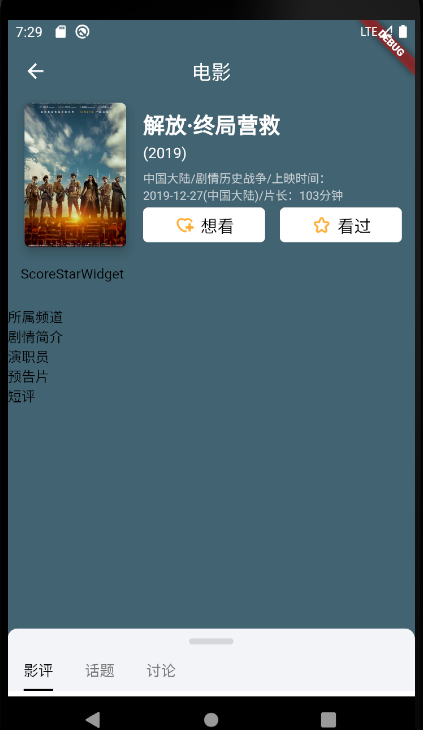 7:29
LTE
DEBUG
电影
解放·终局营救
(2019)
中国大陆/剧情历史战争/上映时间：
2019-12-27(中国大陆)/片长：103分钟
想看
看过
ScoreStarWidget
所属频道
剧情简介
演职员
预告片
短评
影评
话题
讨论